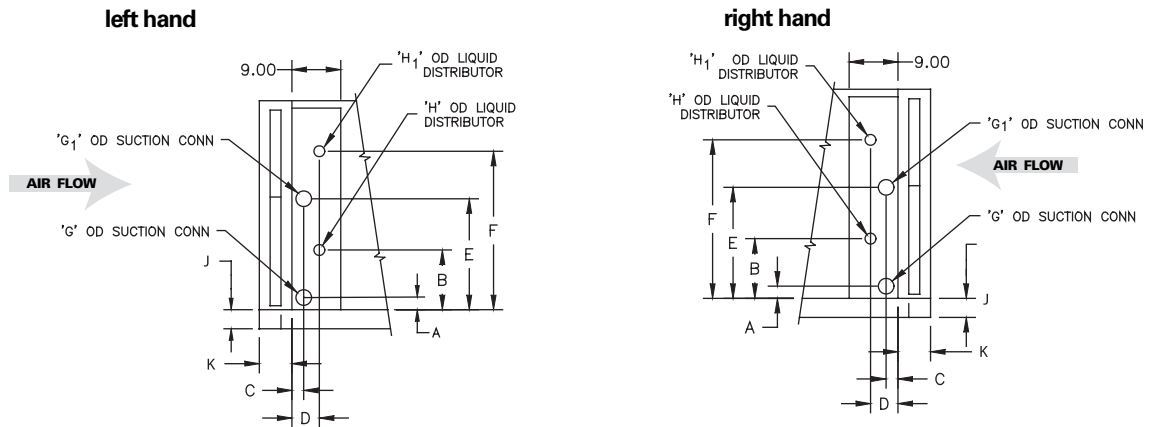 left hand
9.00
'H1' OD LIQUID
DISTRIBUTOR
'H' OD LIQUID
DISTRIBUTOR
'G1' OD SUCTION CONN
AIR FLOW
'G' OD SUCTION CONN
F
E
B
J
A
K
C
D
right hand
9.00
'H1' OD LIQUID
DISTRIBUTOR
'H' OD LIQUID
DISTRIBUTOR
'G1' OD SUCTION CONN
AIR FLOW
'G' OD SUCTION CONN
F
E
B
J
A
K
C
D